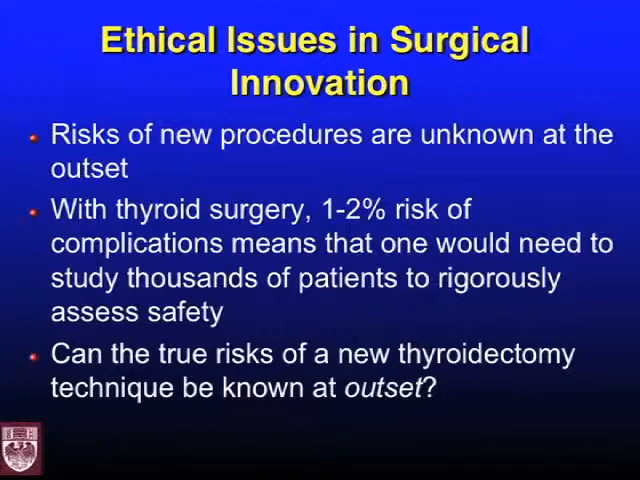 Ethical Issues in Surgical
Innovation
Risks of new procedures are unknown at the
outset
With thyroid surgery, 1-2% risk of
complications means that one would need to
study thousands of patients to rigorously
assess safety
Can the true risks of a new thyroidectomy
technique be known at outset?